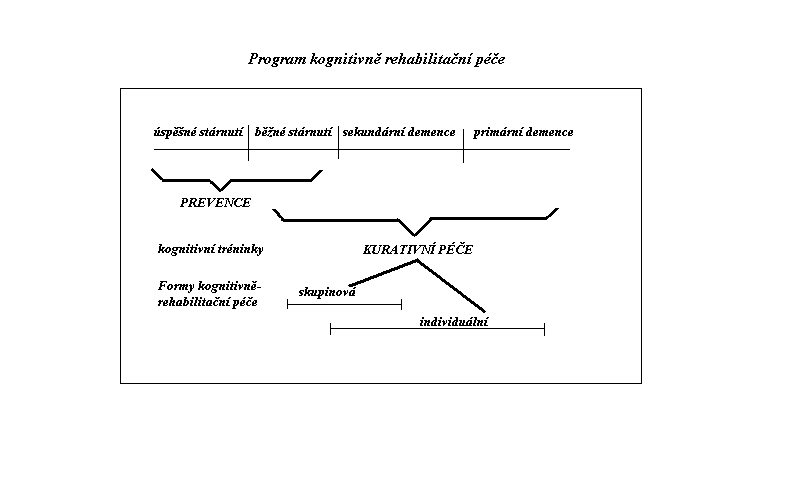 Program kognitivně rehabilitační péče
úspěšné stárnutí běžné stárnutí sekundární demence primární demence
PREVENCE
kognitivní tréninky KURATIVNÍ PÉČE
Formy kognitivně-
rehabilitační péče
skupinová
individuální